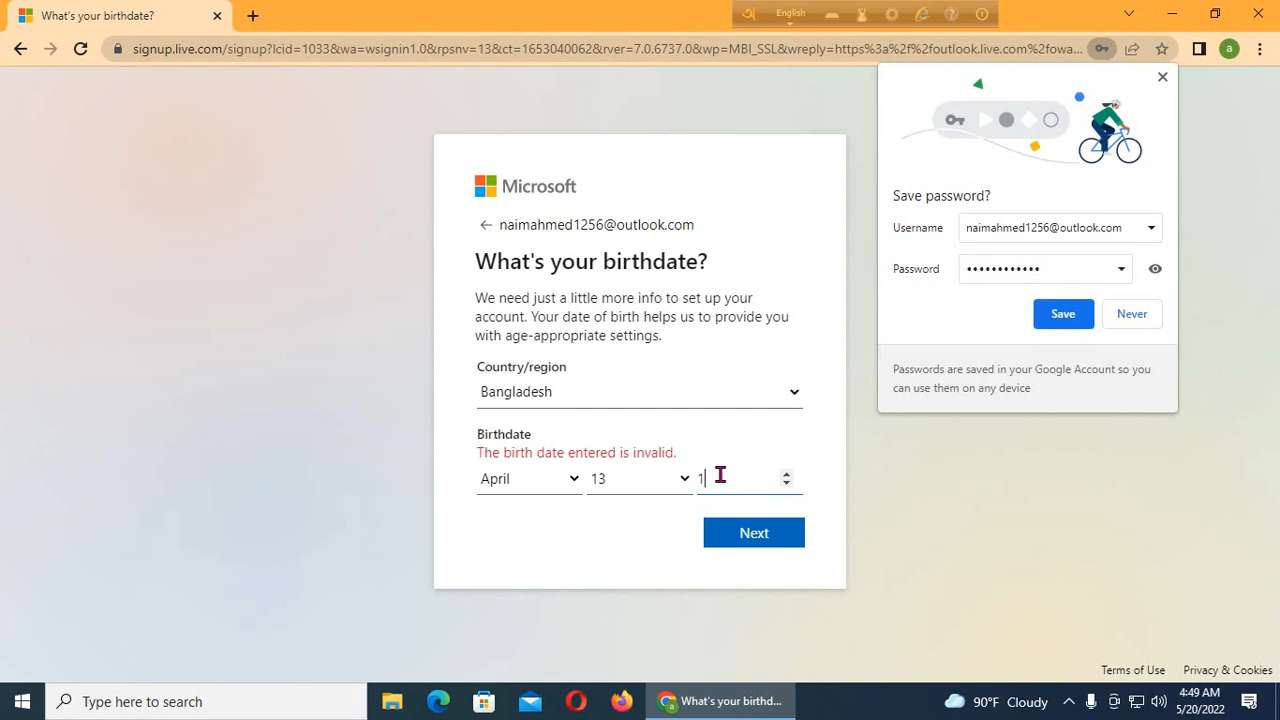 What's your birthdate?
English
signup.live.com/signup?lcid=1033&wa=wsignin1.0&rpsnv=13&ct=1653040062&rver=7.0.6737.0&wp=MBI_SSL&wreply=https%3a%2f%2foutlook.live.com%2fowa...
a
Microsoft
naimahmed1256@outlook.com
What's your birthdate?
We need just a little more info to set up your
account. Your date of birth helps us to provide you
with age-appropriate settings.
Country/region
Bangladesh
Birthdate
The birth date entered is invalid.
April 13 1
Next
Save password?
Username naimahmed1256@outlook.com
Password ••••••••••••
Save Never
Passwords are saved in your Google Account so you
can use them on any device
Terms of Use Privacy & Cookies
Type here to search
What's your birthd...
90°F Cloudy
4:49 AM
5/20/2022